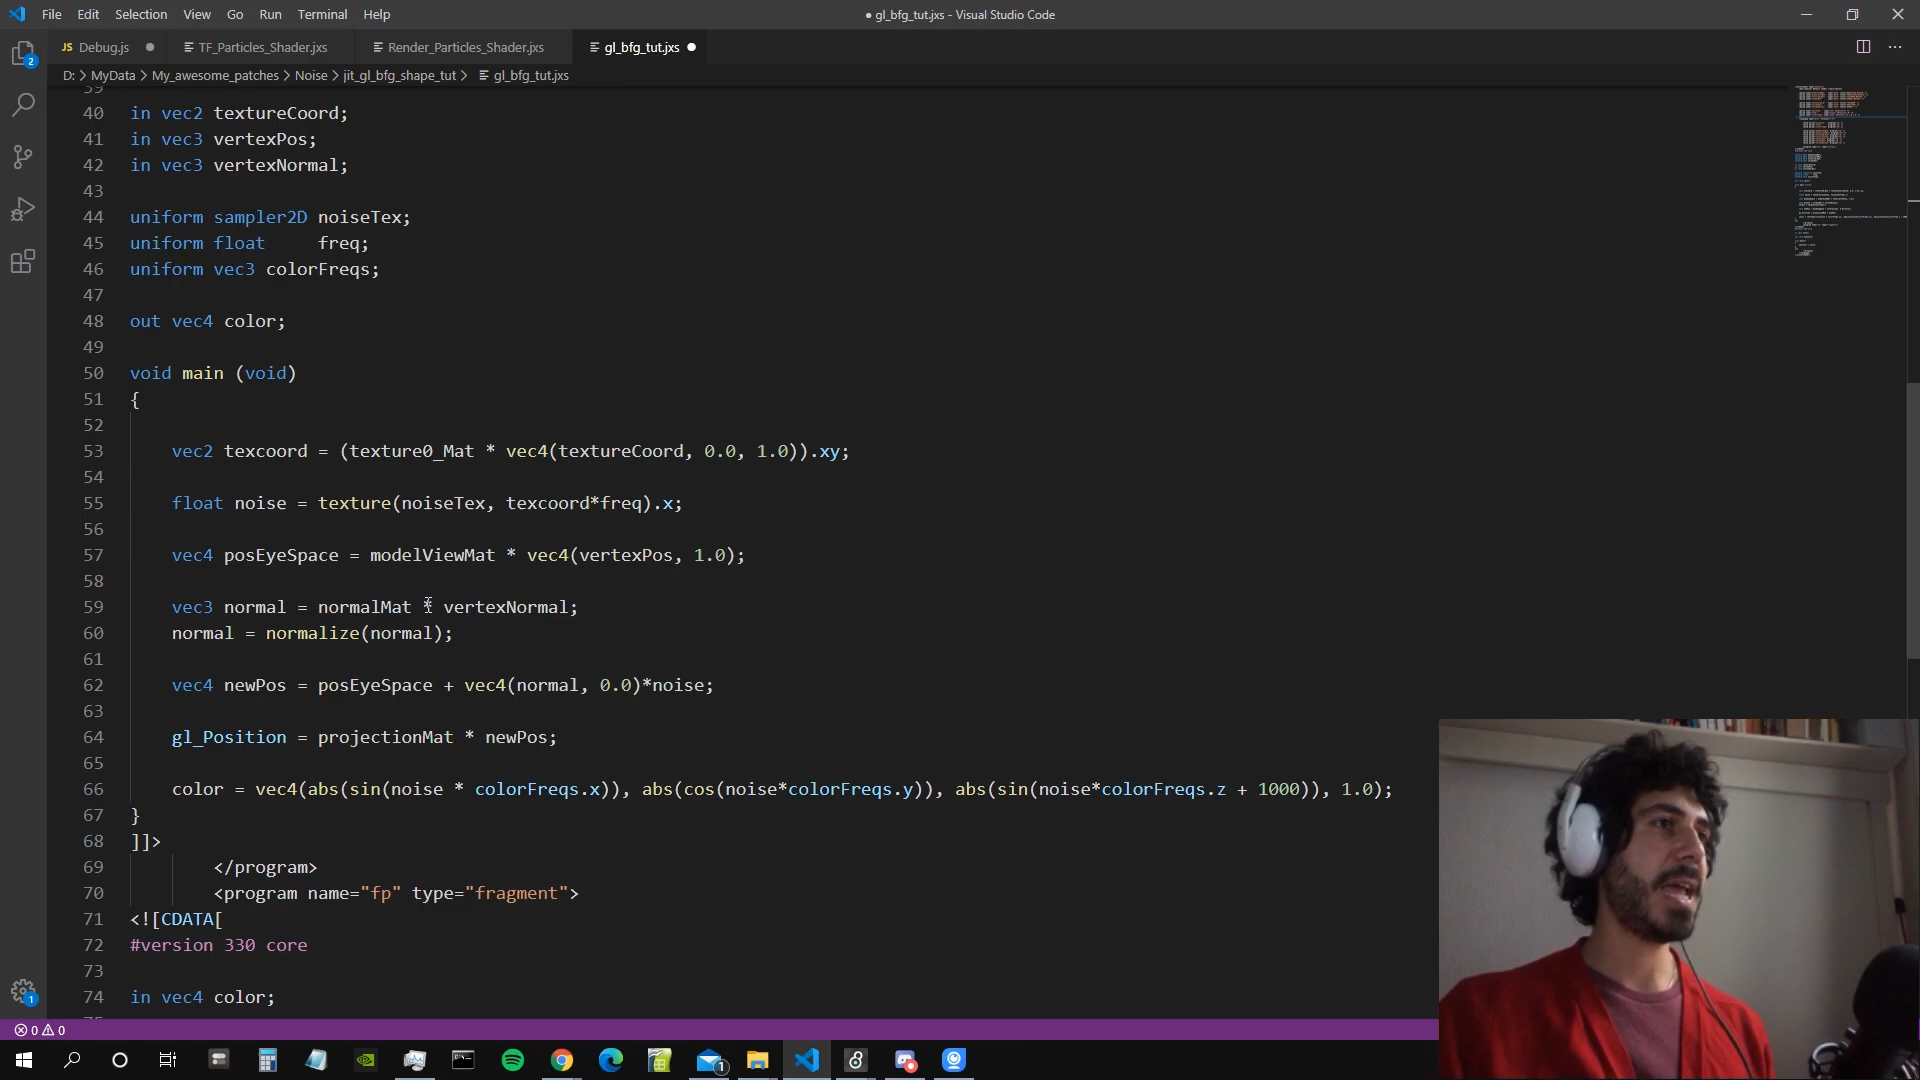 File Edit Selection View Go Run Terminal Help
● gl_bfg_tut.jxs - Visual Studio Code
JS Debug.js ● TF_Particles_Shader.jxs Render_Particles_Shader.jxs gl_bfg_tut.jxs ●
D: > MyData > My_awesome_patches > Noise > jit_gl_bfg_shape_tut > gl_bfg_tut.jxs
2
39
40 in vec2 textureCoord;
41 in vec3 vertexPos;
42 in vec3 vertexNormal;
43
44 uniform sampler2D noiseTex;
45 uniform float     freq;
46 uniform vec3 colorFreqs;
47
48 out vec4 color;
49
50 void main (void)
51 {
52
53     vec2 texcoord = (texture0_Mat * vec4(textureCoord, 0.0, 1.0)).xy;
54
55     float noise = texture(noiseTex, texcoord*freq).x;
56
57     vec4 posEyeSpace = modelViewMat * vec4(vertexPos, 1.0);
58
59     vec3 normal = normalMat * vertexNormal;
60     normal = normalize(normal);
61
62     vec4 newPos = posEyeSpace + vec4(normal, 0.0)*noise;
63
64     gl_Position = projectionMat * newPos;
65
66     color = vec4(abs(sin(noise * colorFreqs.x)), abs(cos(noise*colorFreqs.y)), abs(sin(noise*colorFreqs.z + 1000)), 1.0);
67 }
68 ]]>
69         </program>
70         <program name="fp" type="fragment">
71 <![CDATA[
72 #version 330 core
73
74 in vec4 color;
1
0 0
1